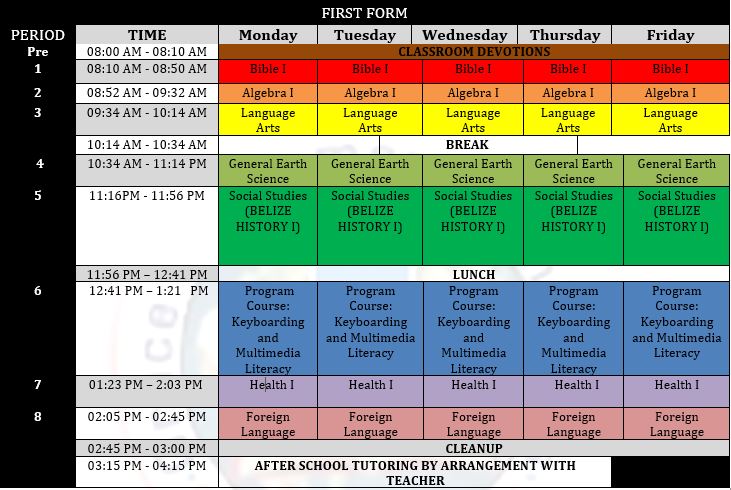 FIRST FORM
PERIOD TIME Monday Tuesday Wednesday Thursday Friday
Pre 08:00 AM - 08:10 AM CLASSROOM DEVOTIONS
1 08:10 AM - 08:50 AM Bible I Bible I Bible I Bible I Bible I
2 08:52 AM - 09:32 AM Algebra I Algebra I Algebra I Algebra I Algebra I
3 09:34 AM - 10:14 AM Language Language Language Language Language
Arts Arts Arts Arts Arts
10:14 AM - 10:34 AM BREAK
4 10:34 AM - 11:14 PM General Earth General Earth General Earth General Earth General Earth
Science Science Science Science Science
5 11:16PM - 11:56 PM Social Studies Social Studies Social Studies Social Studies Social Studies
(BELIZE (BELIZE (BELIZE (BELIZE (BELIZE
HISTORY I) HISTORY I) HISTORY I) HISTORY I) HISTORY I)
11:56 PM – 12:41 PM LUNCH
6 12:41 PM – 1:21 PM Program Program Program Program Program
Course: Course: Course: Course: Course:
Keyboarding Keyboarding Keyboarding Keyboarding Keyboarding
and and Multimedia and and Multimedia and
Multimedia Literacy Multimedia Literacy Multimedia
Literacy Literacy Literacy
7 01:23 PM – 2:03 PM Health I Health I Health I Health I Health I
8 02:05 PM - 02:45 PM Foreign Foreign Foreign Foreign Foreign
Language Language Language Language Language
02:45 PM - 03:00 PM CLEANUP
03:15 PM - 04:15 PM AFTER SCHOOL TUTORING BY ARRANGEMENT WITH
TEACHER